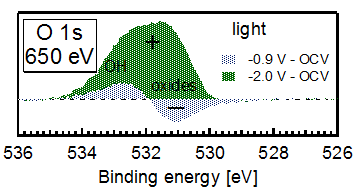 O 1s
650 eV
light
-0.9 V - OCV
-2.0 V - OCV
+
OH
oxides
−
536 534 532 530 528 526
Binding energy [eV]